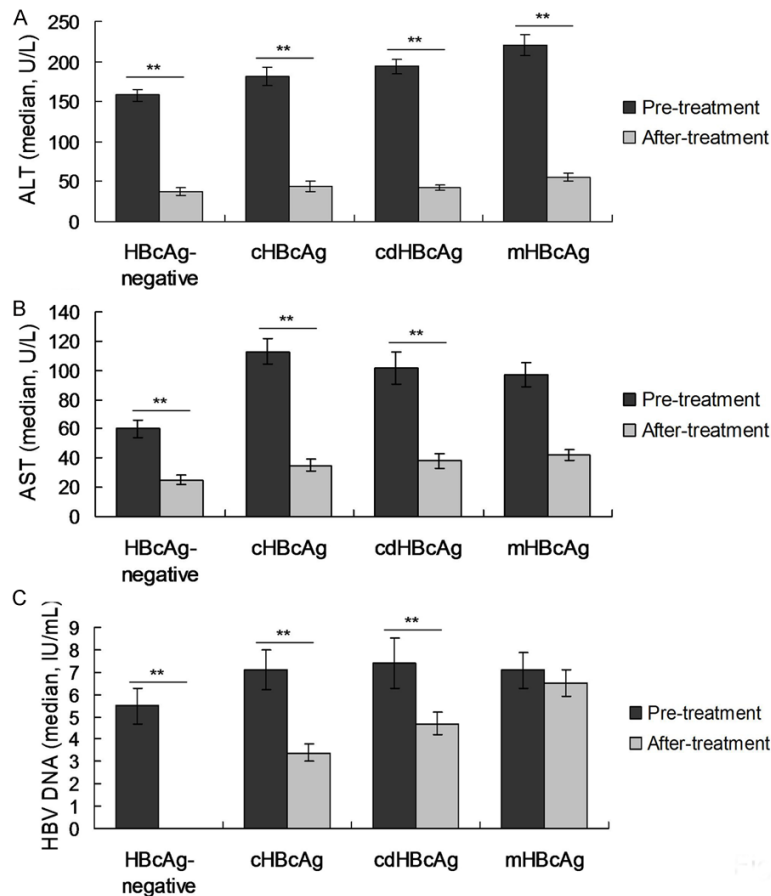 A
ALT (median, U/L)
250
200
150
100
50
0
**
**
**
**
HBcAg-
negative
cHBcAg
cdHBcAg
mHBcAg
Pre-treatment
After-treatment
B
AST (median, U/L)
140
120
100
80
60
40
20
0
**
**
**
HBcAg-
negative
cHBcAg
cdHBcAg
mHBcAg
Pre-treatment
After-treatment
C
HBV DNA (median, IU/mL)
9
8
7
6
5
4
3
2
1
0
**
**
**
HBcAg-
negative
cHBcAg
cdHBcAg
mHBcAg
Pre-treatment
After-treatment